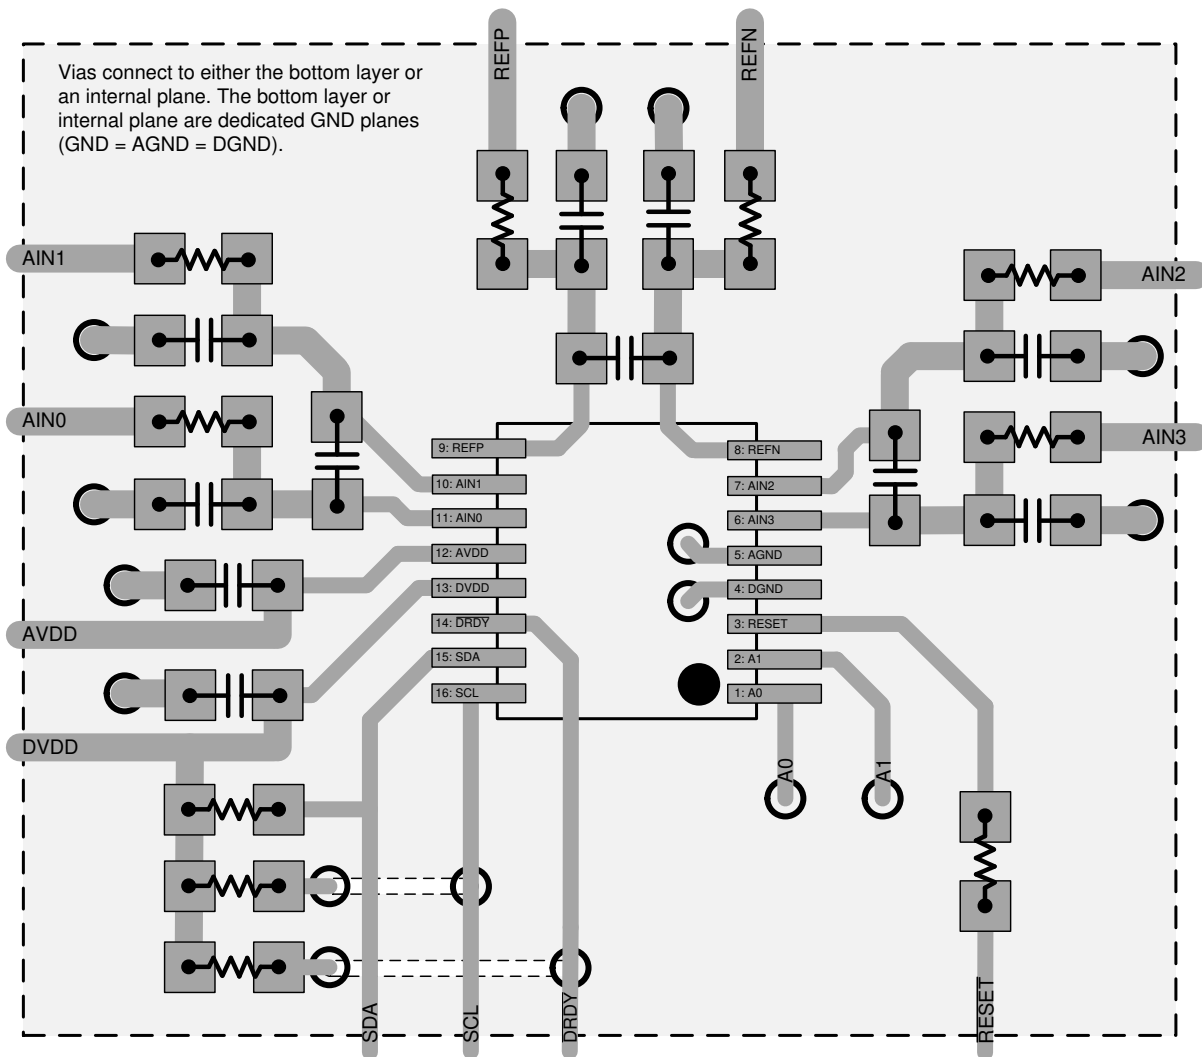 REFP
REFN
Vias connect to either the bottom layer or
an internal plane. The bottom layer or
internal plane are dedicated GND planes
(GND = AGND = DGND).
AIN1
AIN2
AIN0
AIN3
9: REFP
8: REFN
10: AIN1
7: AIN2
11: AIN0
6: AIN3
12: AVDD
5: AGND
13: DVDD
4: DGND
14: DRDY
3: RESET
AVDD
15: SDA
2: A1
16: SCL
1: A0
DVDD
A0
A1
SDA
SCL
DRDY
RESET